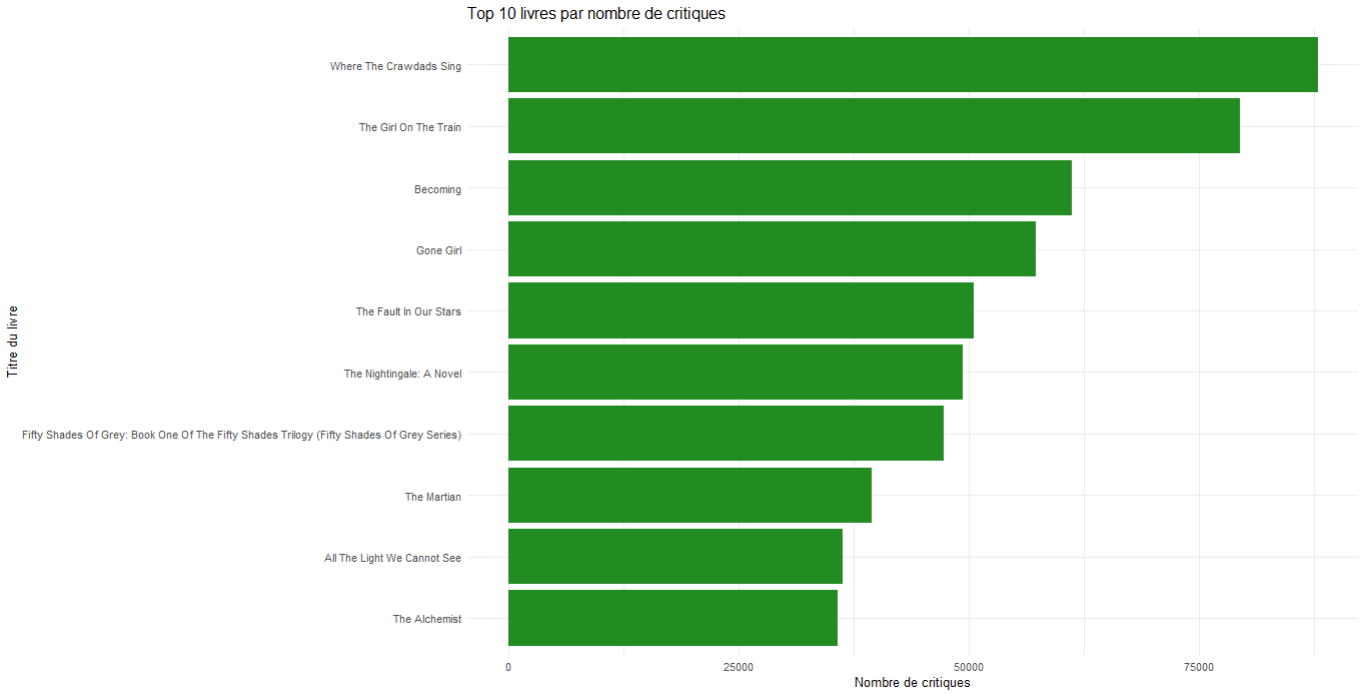 Top 10 livres par nombre de critiques
Where The Crawdads Sing
The Girl On The Train
Becoming
Gone Girl
The Fault In Our Stars
The Nightingale: A Novel
Fifty Shades Of Grey: Book One Of The Fifty Shades Trilogy (Fifty Shades Of Grey Series)
The Martian
All The Light We Cannot See
The Alchemist
Titre du livre
0 25000 50000 75000
Nombre de critiques